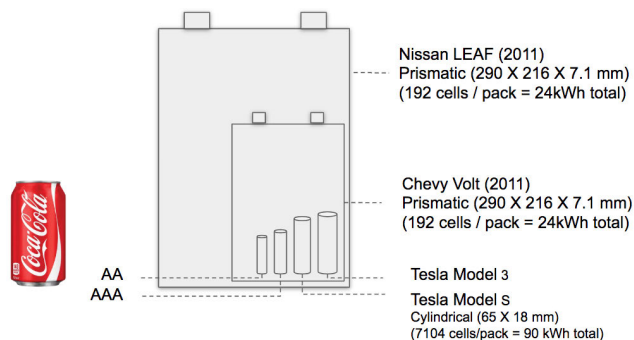 Nissan LEAF (2011)
Prismatic (290 X 216 X 7.1 mm)
(192 cells / pack = 24kWh total)
Coca-Cola
Chevy Volt (2011)
Prismatic (290 X 216 X 7.1 mm)
(192 cells / pack = 24kWh total)
AA
AAA
Tesla Model 3
Tesla Model S
Cylindrical (65 X 18 mm)
(7104 cells/pack = 90 kWh total)